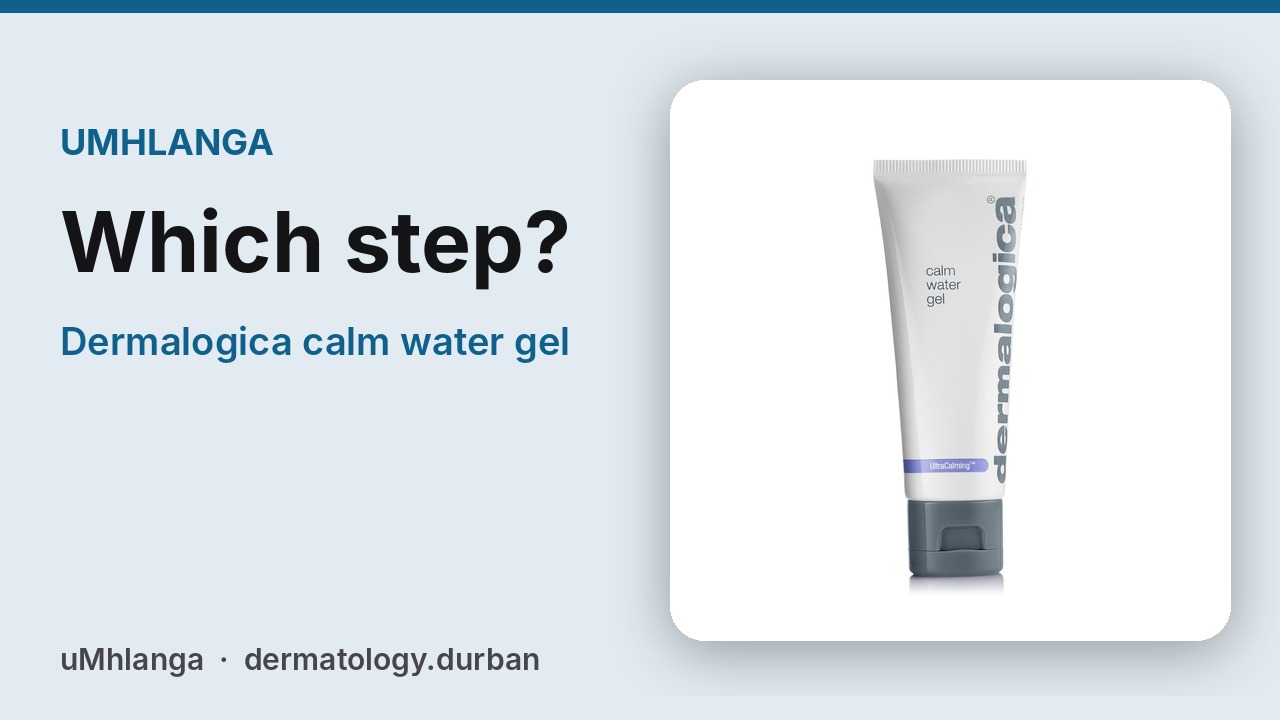 UMHLANGA
Which step?
Dermalogica calm water gel
uMhlanga · dermatology.durban
calm
water
gel
dermalogica®
UltraCalming™